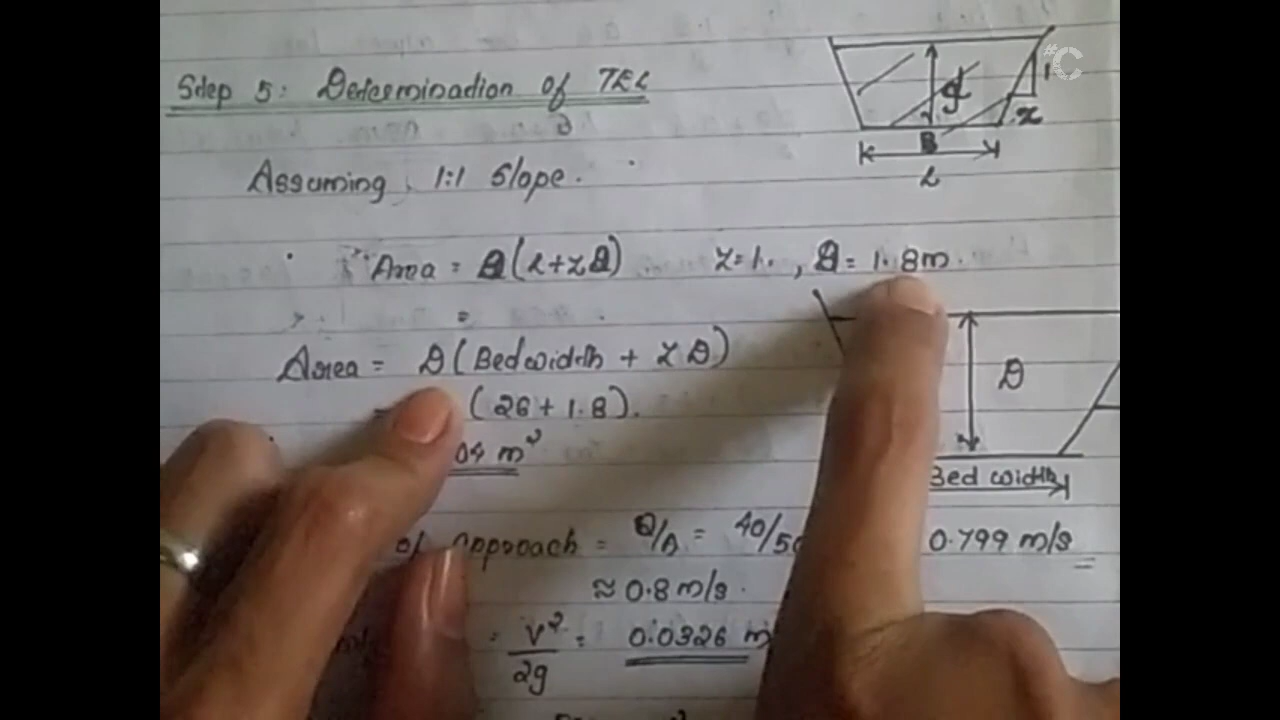 Step 5: Determination of TEL
#C
d
1
z
B
L
Assuming, 1:1 Slope.
Area = D(L+ZD) Z=1. , D= 1.8m.
=
Area = D(Bedwidth + ZD)
= (26+1.8).
04 m²
D
Bed width
of Approach = Q/A = 40/50 0.799 m/s
≈ 0.8 m/s.
= V²/2g = 0.0326 m